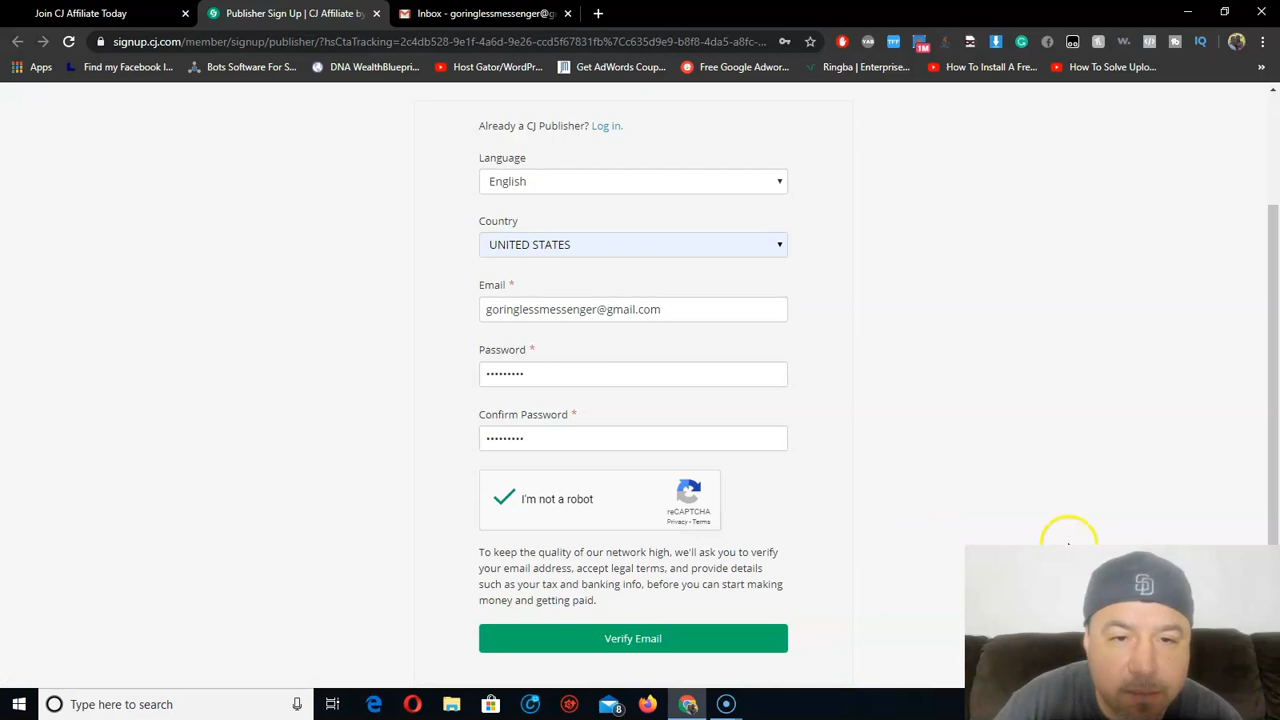 Join CJ Affiliate Today
Publisher Sign Up | CJ Affiliate by
Inbox - goringlessmessenger@g
signup.cj.com/member/signup/publisher/?hsCtaTracking=2c4db528-9e1f-4a6d-9e26-ccd5f67831fb%7Cc635d9e9-b8f8-4da5-a8fc-...
Apps
Find my Facebook I...
Bots Software For S...
DNA WealthBluepri...
Host Gator/WordPr...
Get AdWords Coup...
Free Google Adwor...
Ringba | Enterprise...
How To Install A Fre...
How To Solve Uplo...
»
Already a CJ Publisher? Log in.
Language
English
Country
UNITED STATES
Email *
goringlessmessenger@gmail.com
Password *
•••••••••
Confirm Password *
•••••••••
I'm not a robot
reCAPTCHA
Privacy - Terms
To keep the quality of our network high, we'll ask you to verify
your email address, accept legal terms, and provide details
such as your tax and banking info, before you can start making
money and getting paid.
Verify Email
Type here to search
8